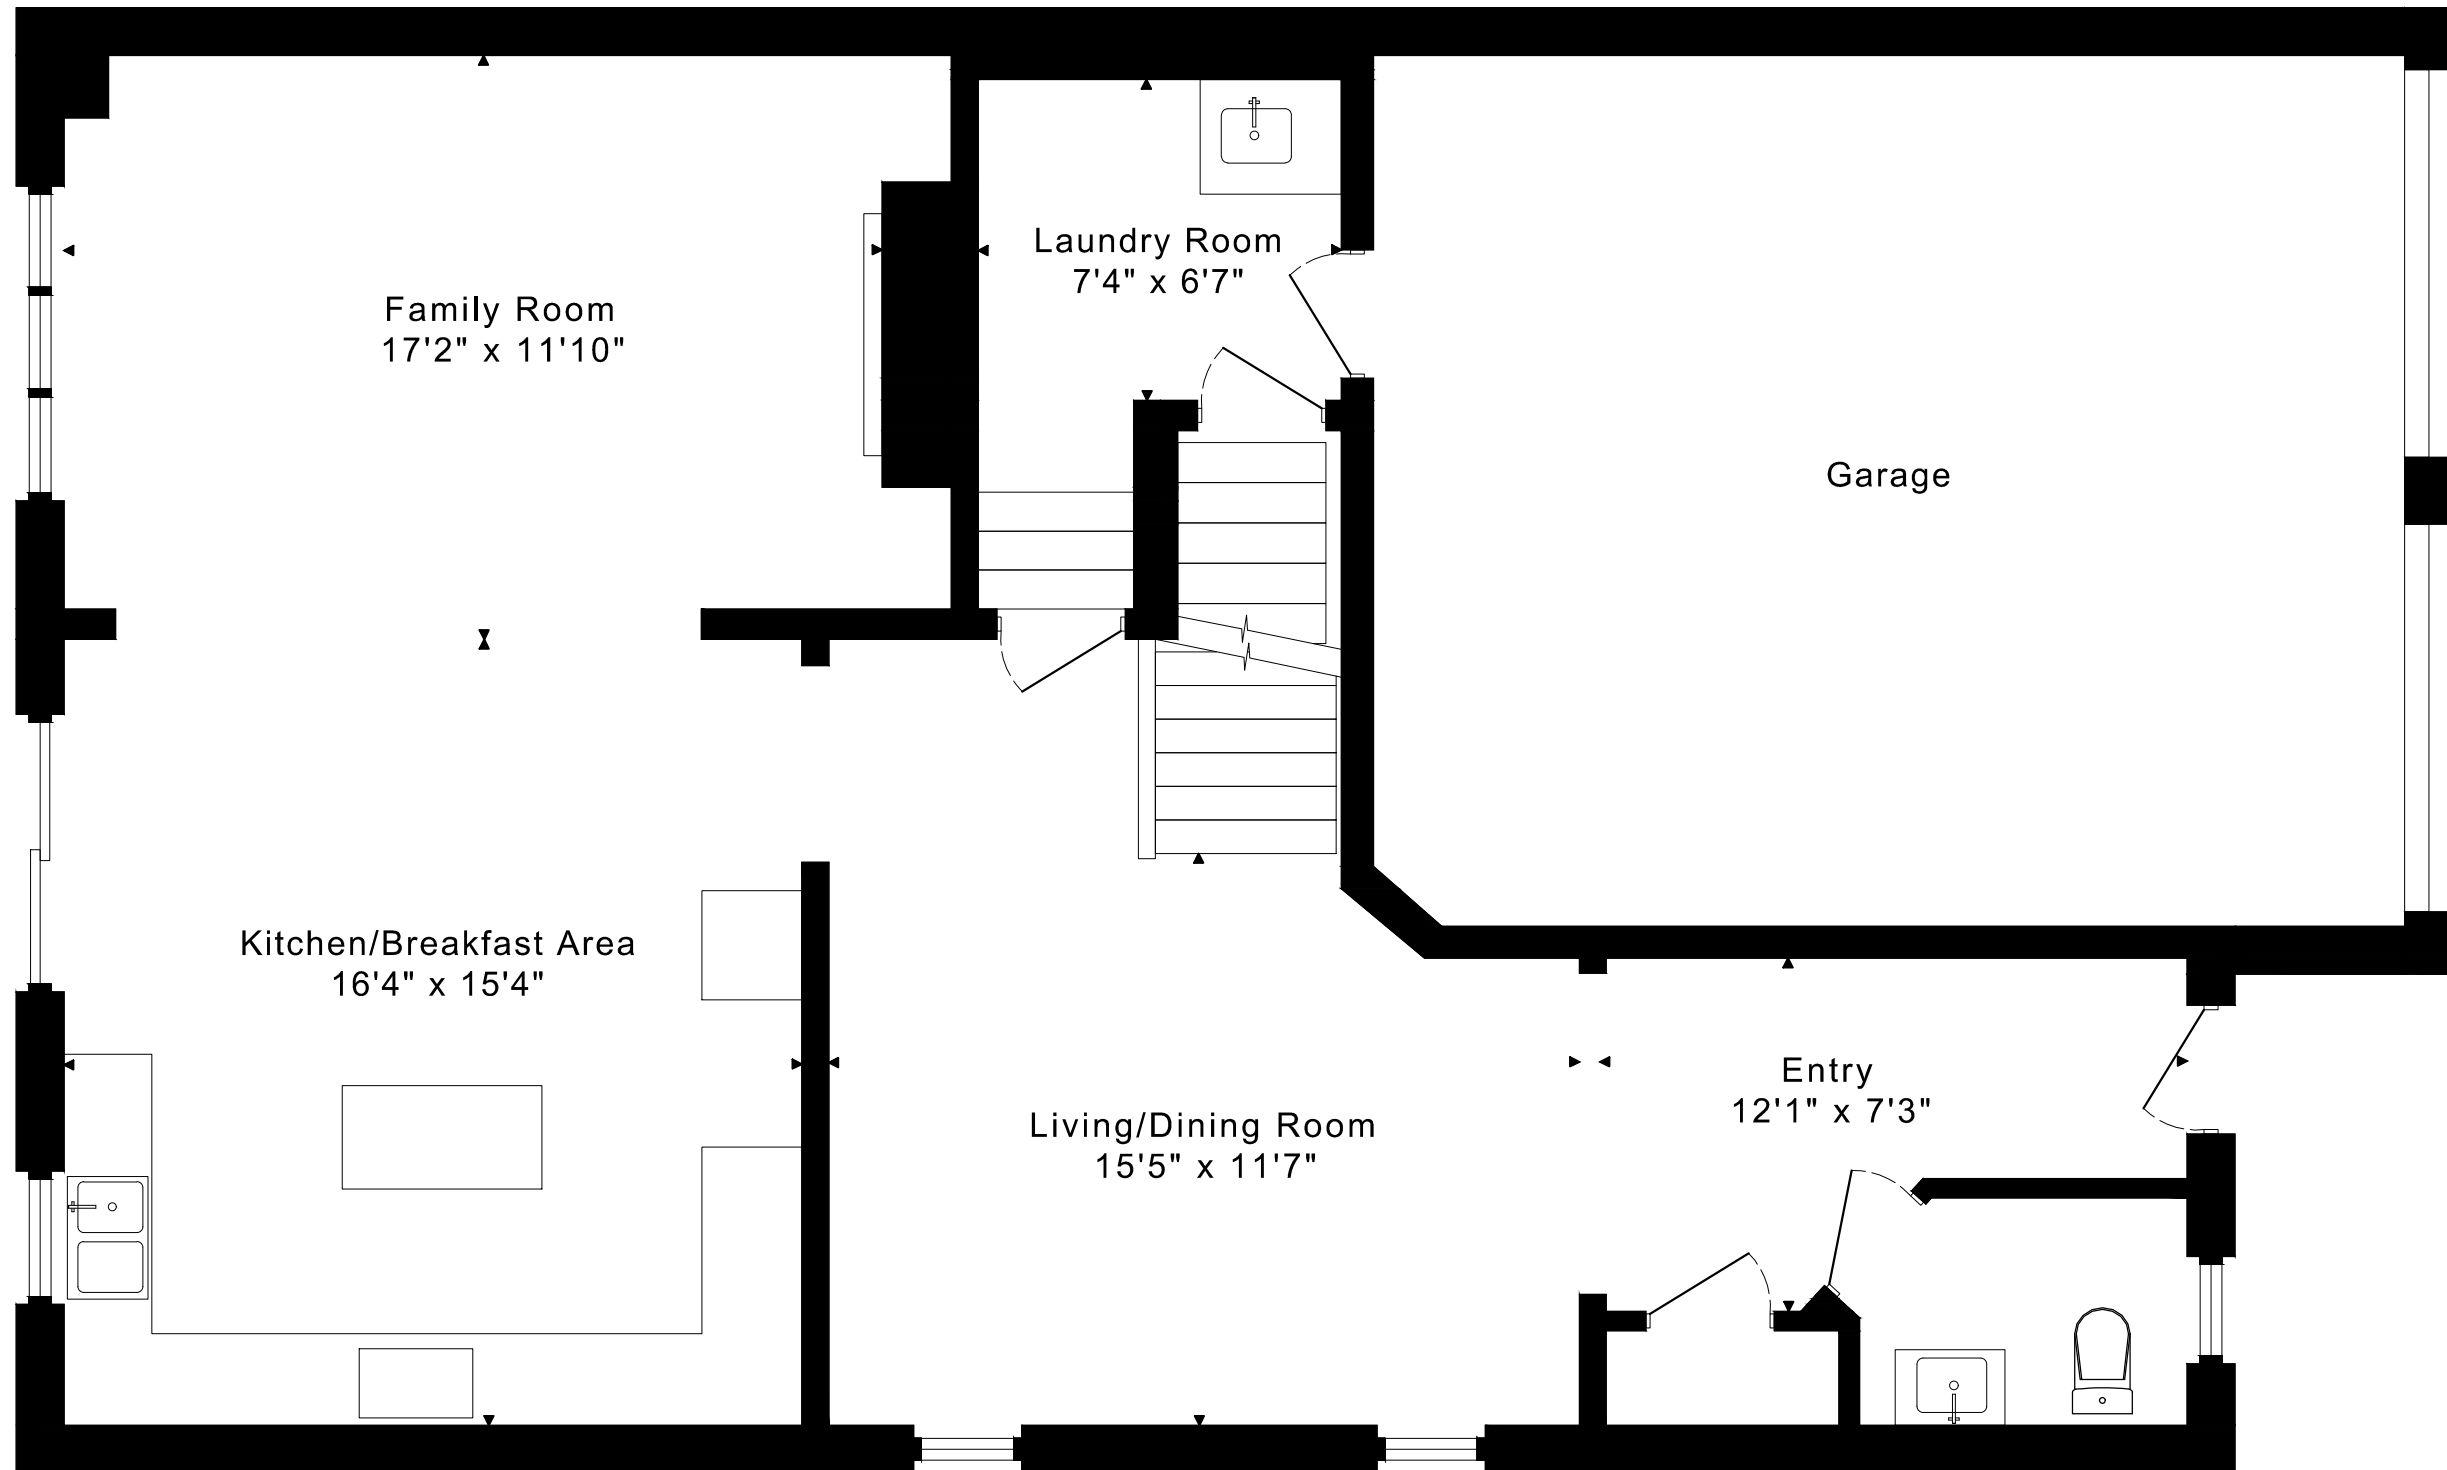 Laundry Room
7'4" x 6'7"
Family Room
17'2" x 11'10"
Garage
Kitchen/Breakfast Area
16'4" x 15'4"
Living/Dining Room
15'5" x 11'7"
Entry
12'1" x 7'3"